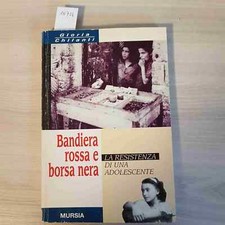 Gloria
Chilanti
Bandiera
rossa e
borsa nera
LA RESISTENZA
DI UNA
ADOLESCENTE
MURSIA